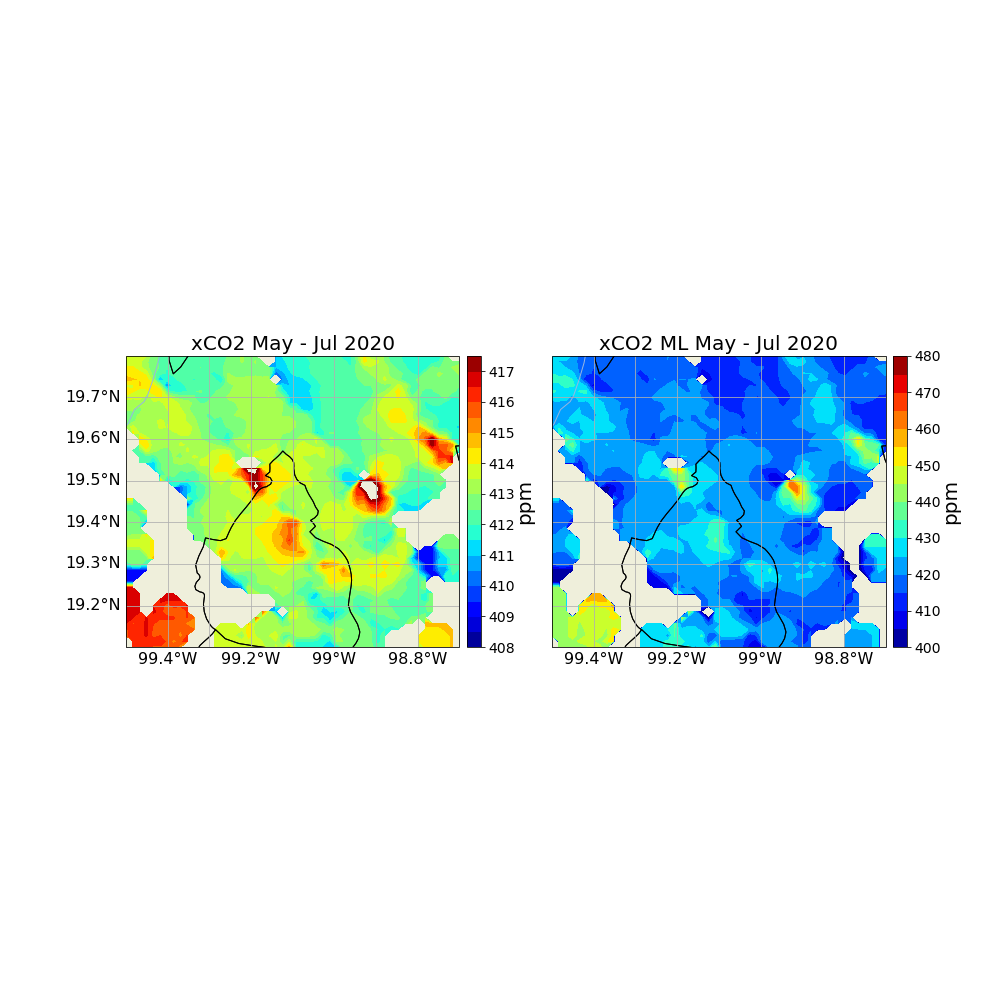 xCO2 May - Jul 2020
xCO2 ML May - Jul 2020
19.7°N
19.6°N
19.5°N
19.4°N
19.3°N
19.2°N
99.4°W 99.2°W 99°W 98.8°W
417
416
415
414
413
412
411
410
409
408
ppm
99.4°W 99.2°W 99°W 98.8°W
480
470
460
450
440
430
420
410
400
ppm